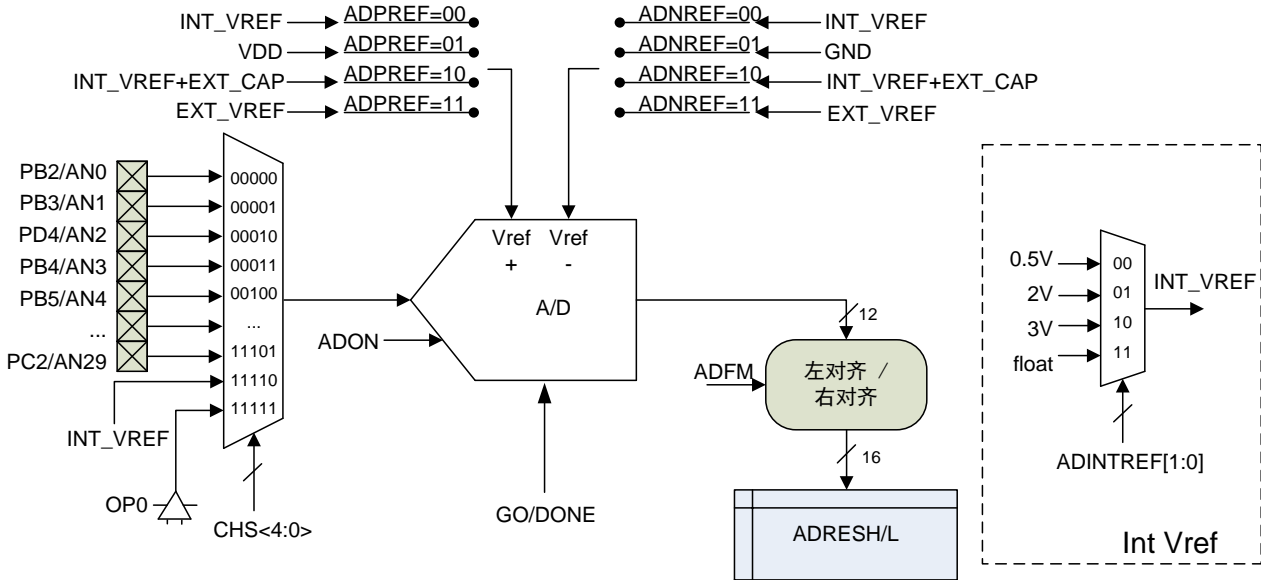 INT_VREF
ADPREF=00
VDD
ADPREF=01
INT_VREF+EXT_CAP
ADPREF=10
EXT_VREF
ADPREF=11
ADNREF=00
INT_VREF
ADNREF=01
GND
ADNREF=10
INT_VREF+EXT_CAP
ADNREF=11
EXT_VREF
PB2/AN0
PB3/AN1
PD4/AN2
PB4/AN3
PB5/AN4
...
PC2/AN29
INT_VREF
OP0
00000
00001
00010
00011
00100
...
11101
11110
11111
CHS<4:0>
ADON
Vref
+
Vref
-
A/D
GO/DONE
12
ADFM
左对齐 /
右对齐
16
ADRESH/L
0.5V
2V
3V
float
00
01
10
11
INT_VREF
ADINTREF[1:0]
Int Vref